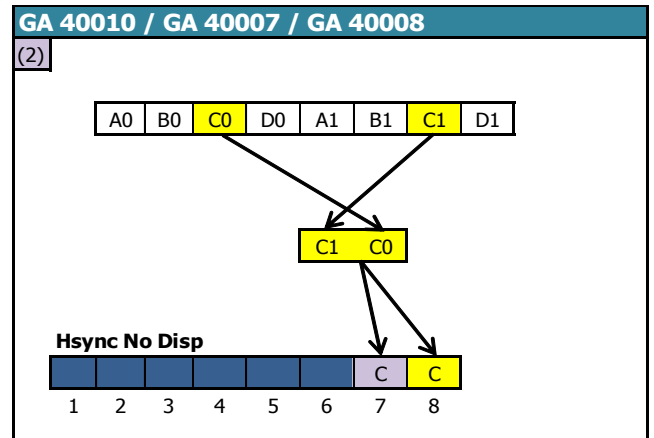 GA 40010 / GA 40007 / GA 40008
(2)
A0 B0 C0 D0 A1 B1 C1 D1
C1 C0
Hsync No Disp
C C
1 2 3 4 5 6 7 8